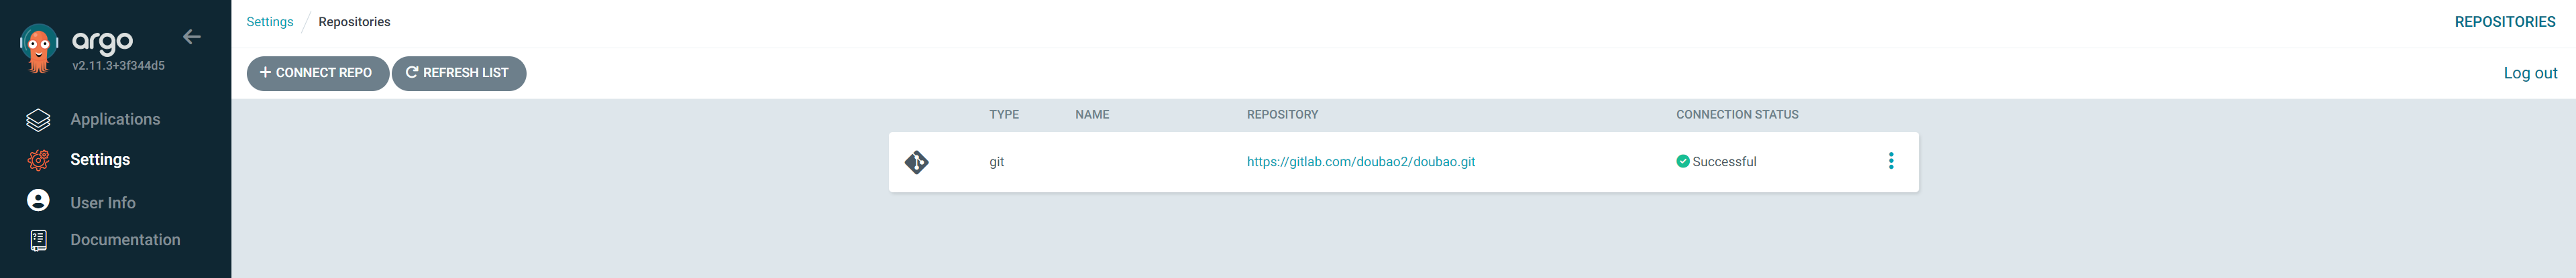 argo
v2.11.3+3f344d5
Applications
Settings
User Info
Documentation
Settings / Repositories
REPOSITORIES
CONNECT REPO REFRESH LIST
Log out
TYPE NAME REPOSITORY CONNECTION STATUS
git https://gitlab.com/doubao2/doubao.git Successful